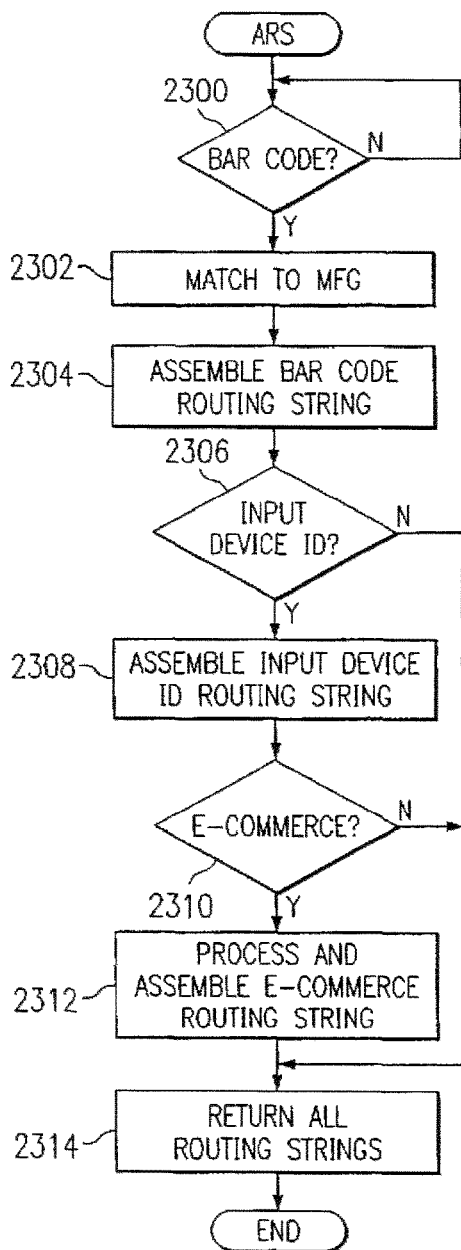 ARS
2300
BAR CODE?
N
Y
2302
MATCH TO MFG
2304
ASSEMBLE BAR CODE
ROUTING STRING
2306
INPUT
DEVICE ID?
N
Y
2308
ASSEMBLE INPUT DEVICE
ID ROUTING STRING
E-COMMERCE?
N
2310
Y
2312
PROCESS AND
ASSEMBLE E-COMMERCE
ROUTING STRING
2314
RETURN ALL
ROUTING STRINGS
END